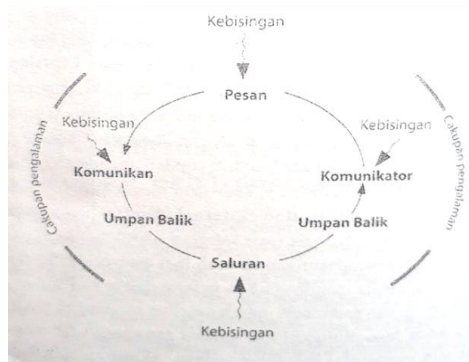 Kebisingan
Pesan
Kebisingan
Kebisingan
Cakupan pengalaman
Cakupan pengalaman
Komunikan
Komunikator
Umpan Balik
Umpan Balik
Saluran
Kebisingan